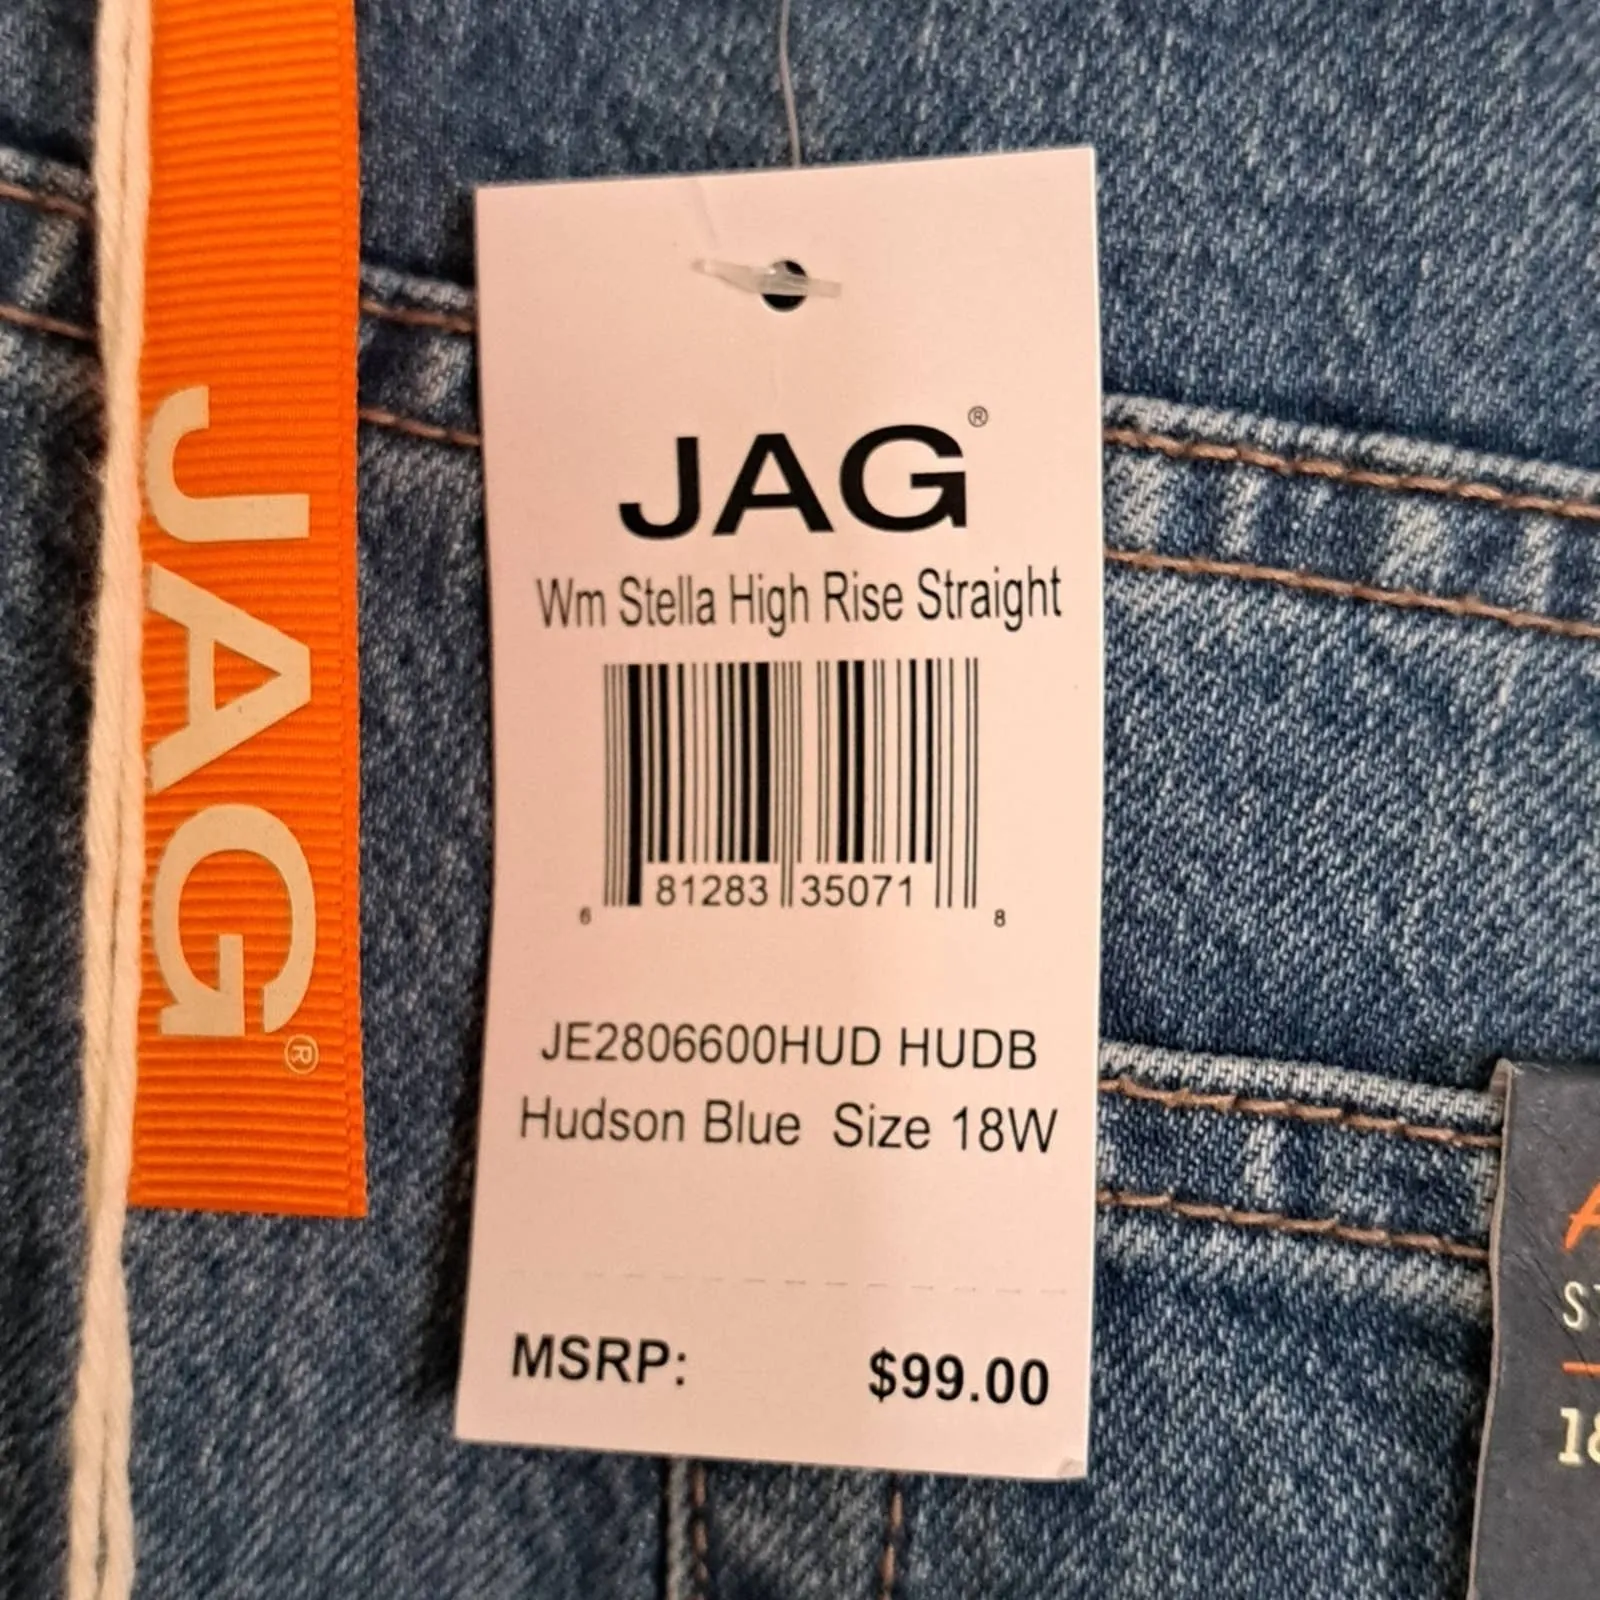 JAG®
JAG®
Wm Stella High Rise Straight
6 81283 35071 8
JE2806600HUD HUDB
Hudson Blue Size 18W
MSRP: $99.00
18